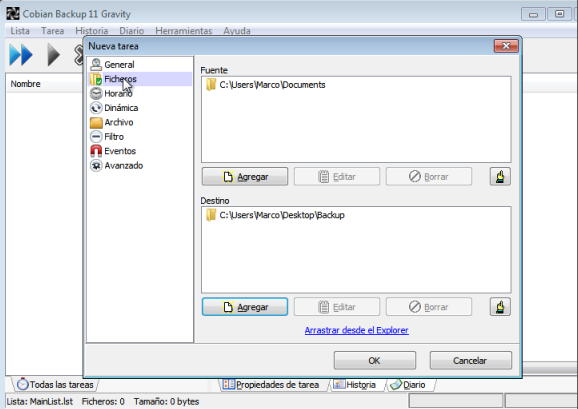 Cobian Backup 11 Gravity
Lista Tarea Historia Diario Herramientas Ayuda
Nueva tarea
Nombre
General
Ficheros
Horario
Dinámica
Archivo
Filtro
Eventos
Avanzado
Fuente
C:\Users\Marco\Documents
Agregar Editar Borrar
Destino
C:\Users\Marco\Desktop\Backup
Agregar Editar Borrar
Arrastrar desde el Explorer
OK Cancelar
Todas las tareas Propiedades de tarea Historia Diario
Lista: MainList.lst Ficheros: 0 Tamaño: 0 bytes